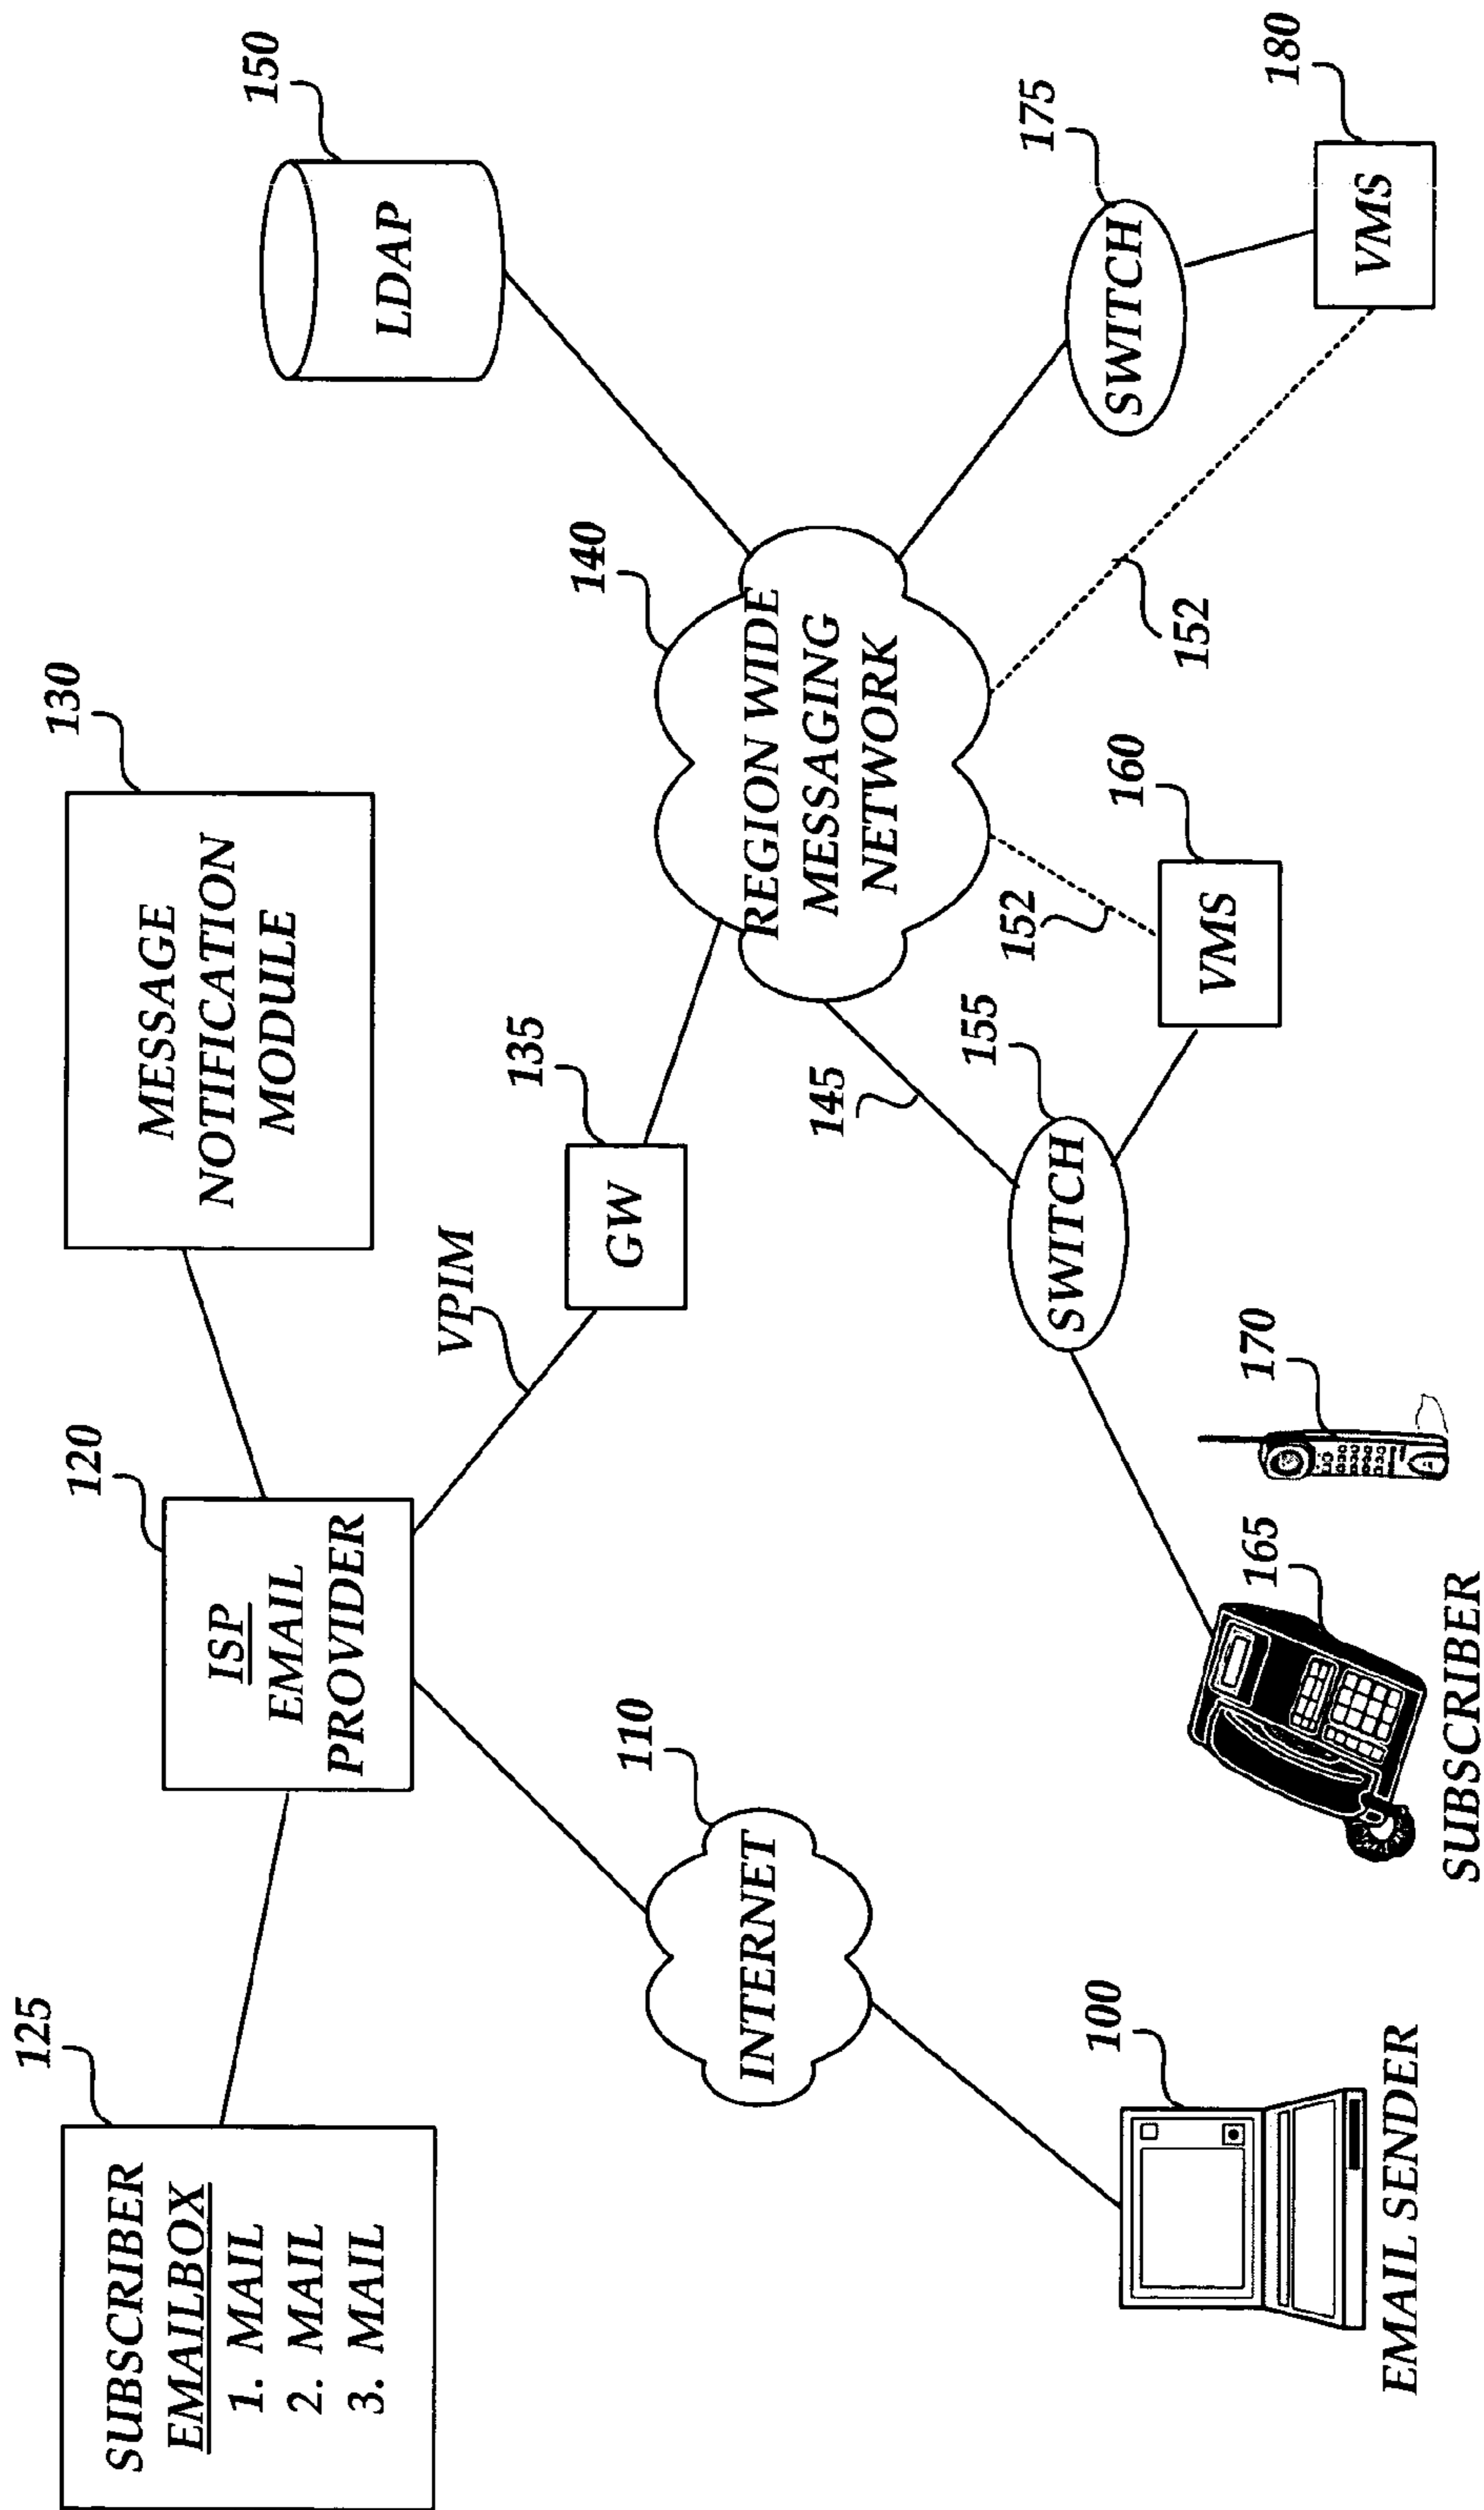 125
SUBSCRIBER
EMAILBOX
1. MAIL
2. MAIL
3. MAIL
120
ISP
EMAIL
PROVIDER
130
MESSAGE
NOTIFICATION
MODULE
150
LDAP
VPIM
135
GW
140
REGION WIDE
MESSAGING
NETWORK
110
INTERNET
145
155
SWITCH
152
160
VMS
152
175
SWITCH
180
VMS
100
EMAIL SENDER
165
170
SUBSCRIBER